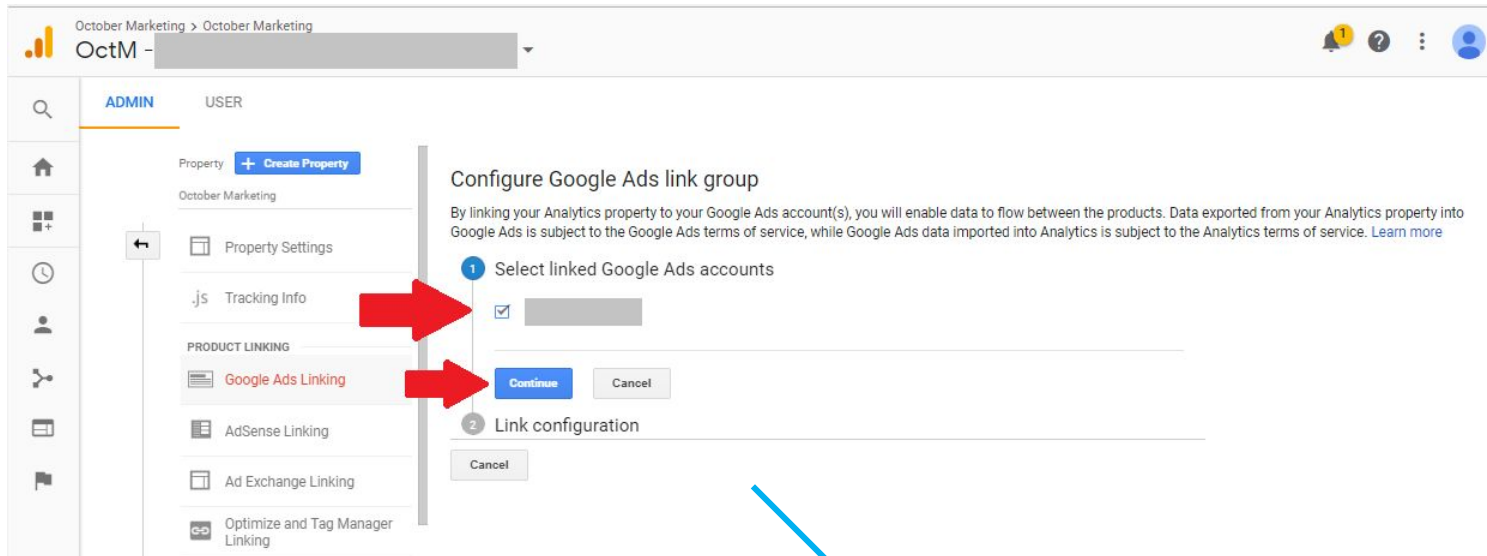 October Marketing > October Marketing
OctM -
1
ADMIN USER
Property + Create Property
October Marketing
Property Settings
.js Tracking Info
PRODUCT LINKING
Google Ads Linking
AdSense Linking
Ad Exchange Linking
Optimize and Tag Manager
Linking
Configure Google Ads link group
By linking your Analytics property to your Google Ads account(s), you will enable data to flow between the products. Data exported from your Analytics property into
Google Ads is subject to the Google Ads terms of service, while Google Ads data imported into Analytics is subject to the Analytics terms of service. Learn more
1 Select linked Google Ads accounts
Continue Cancel
2 Link configuration
Cancel